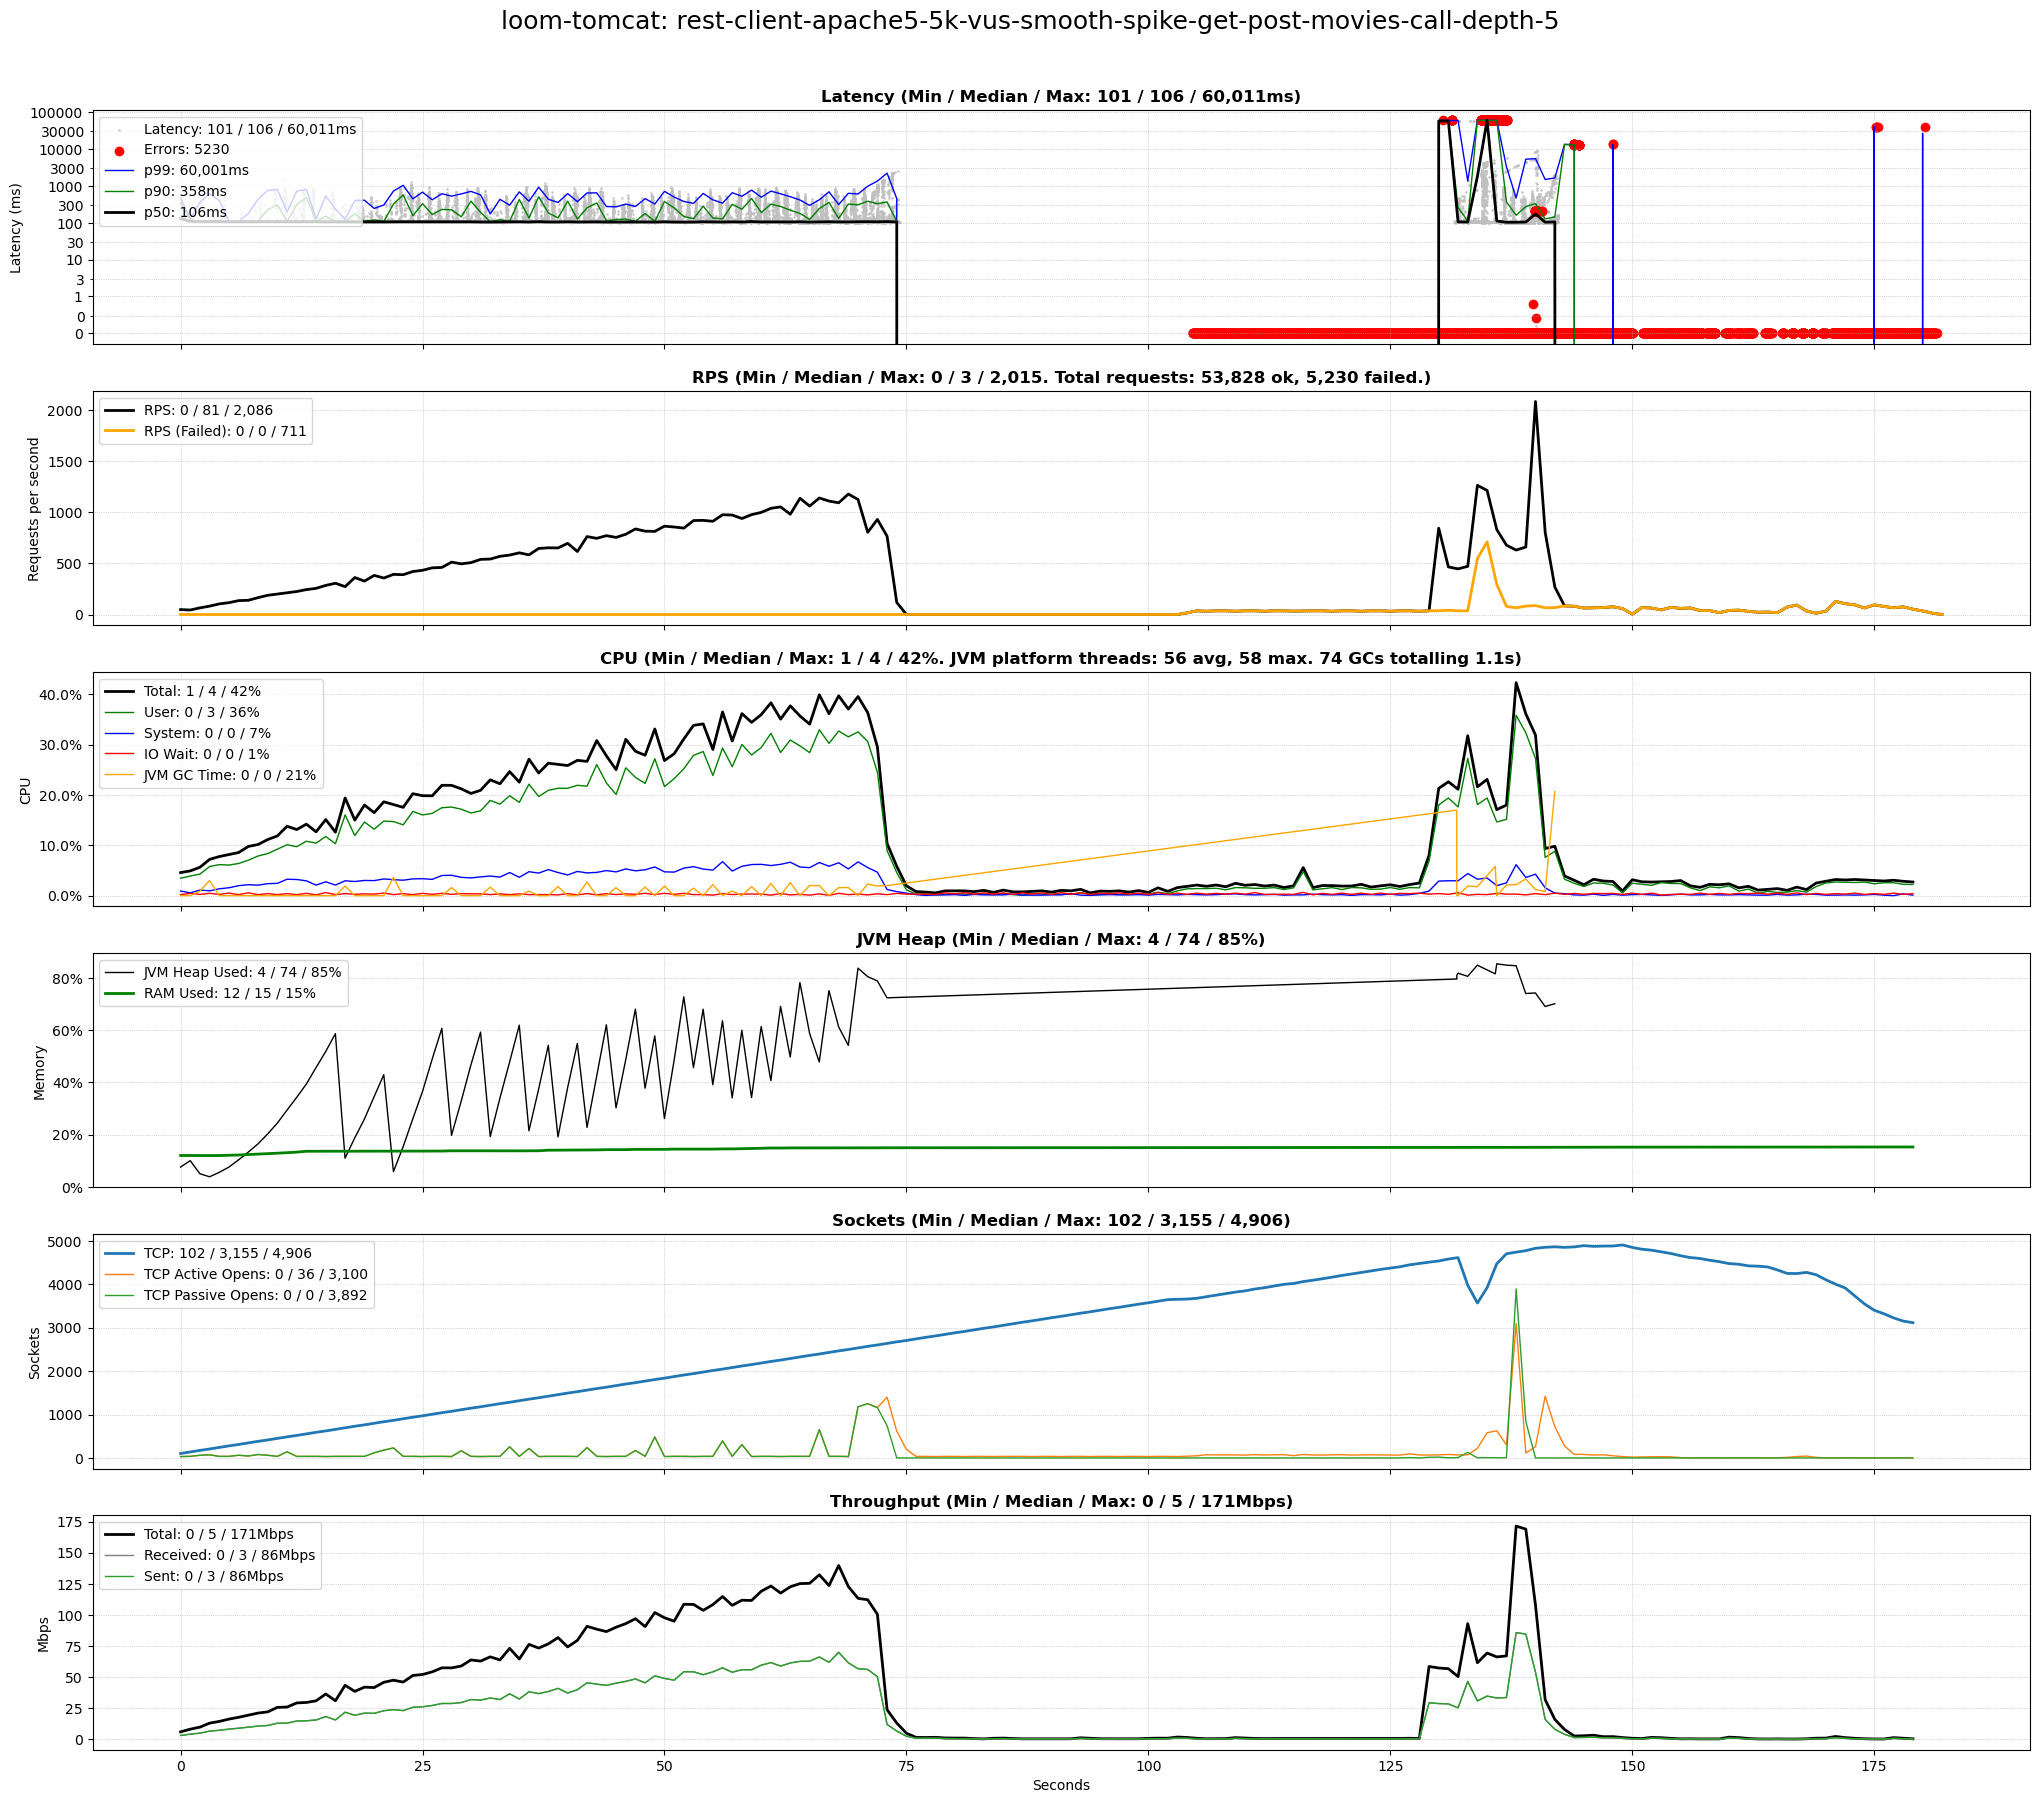 loom-tomcat: rest-client-apache5-5k-vus-smooth-spike-get-post-movies-call-depth-5
Latency (Min / Median / Max: 101 / 106 / 60,011ms)
Latency (ms)
100000
30000
10000
3000
1000
300
100
30
10
3
1
0
0
Latency: 101 / 106 / 60,011ms
Errors: 5230
p99: 60,001ms
p90: 358ms
p50: 106ms
RPS (Min / Median / Max: 0 / 3 / 2,015. Total requests: 53,828 ok, 5,230 failed.)
Requests per second
2000
1500
1000
500
0
RPS: 0 / 81 / 2,086
RPS (Failed): 0 / 0 / 711
CPU (Min / Median / Max: 1 / 4 / 42%. JVM platform threads: 56 avg, 58 max. 74 GCs totalling 1.1s)
CPU
40.0%
30.0%
20.0%
10.0%
0.0%
Total: 1 / 4 / 42%
User: 0 / 3 / 36%
System: 0 / 0 / 7%
IO Wait: 0 / 0 / 1%
JVM GC Time: 0 / 0 / 21%
JVM Heap (Min / Median / Max: 4 / 74 / 85%)
Memory
80%
60%
40%
20%
0%
JVM Heap Used: 4 / 74 / 85%
RAM Used: 12 / 15 / 15%
Sockets (Min / Median / Max: 102 / 3,155 / 4,906)
Sockets
5000
4000
3000
2000
1000
0
TCP: 102 / 3,155 / 4,906
TCP Active Opens: 0 / 36 / 3,100
TCP Passive Opens: 0 / 0 / 3,892
Throughput (Min / Median / Max: 0 / 5 / 171Mbps)
Mbps
175
150
125
100
75
50
25
0
Total: 0 / 5 / 171Mbps
Received: 0 / 3 / 86Mbps
Sent: 0 / 3 / 86Mbps
0 25 50 75 100 125 150 175
Seconds